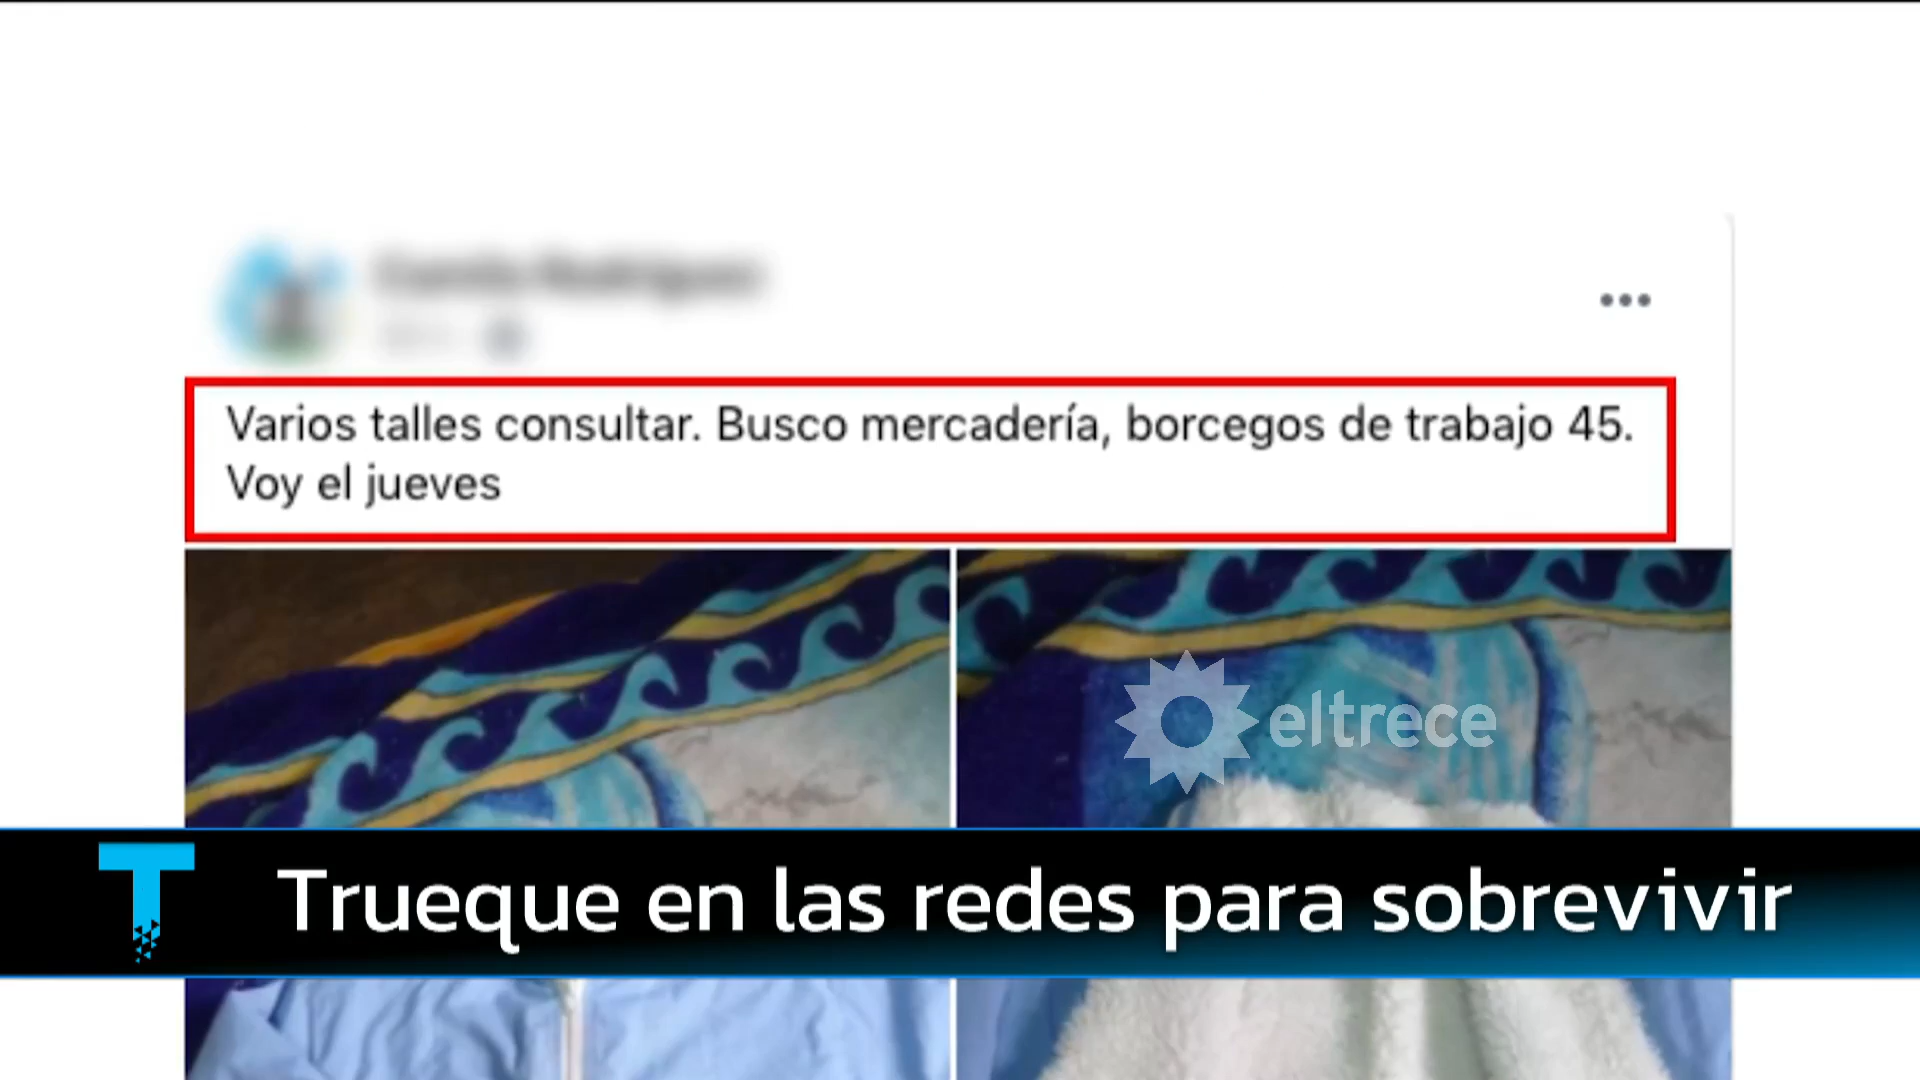 Varios talles consultar. Busco mercadería, borcegos de trabajo 45.
Voy el jueves
eltrece
T Trueque en las redes para sobrevivir